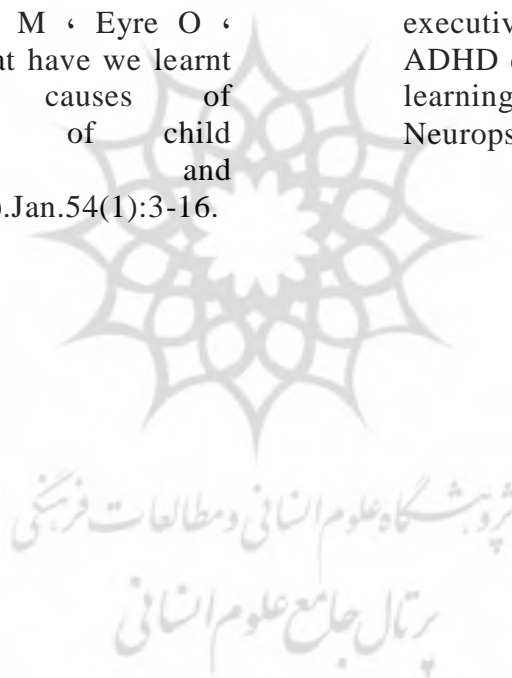 M ، Eyre O ،
at have we learnt
causes of
of child
and
).Jan.54(1):3-16.
executiv
ADHD
learning
Neurops
پژوهشگاه علوم انسانی و مطالعات فرهنگی
پرتال جامع علوم انسانی